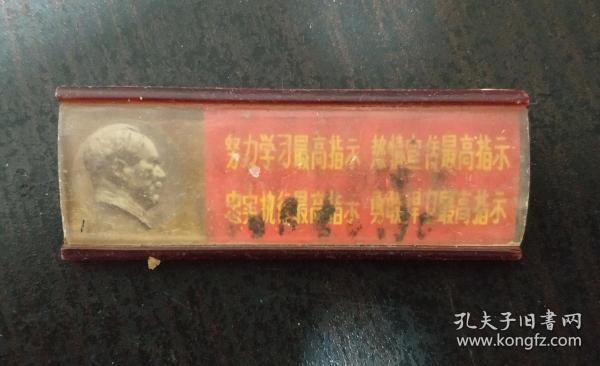 努力学习最高指示 热情宣传最高指示
忠实执行最高指示 勇敢捍卫最高指示
孔夫子旧書网
www.kongfz.com